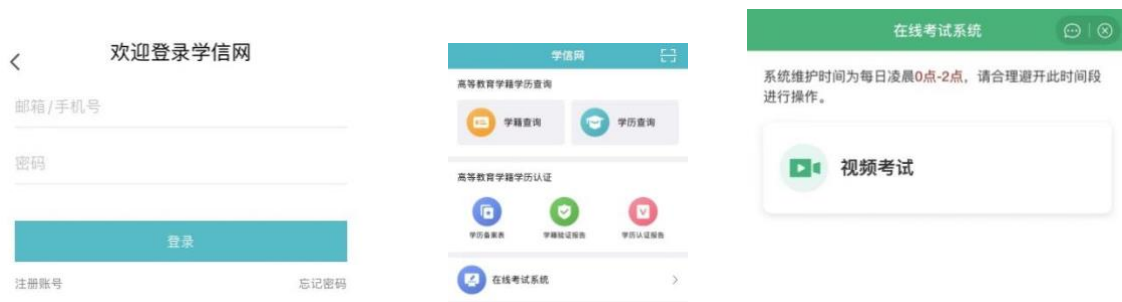 欢迎登录学信网
邮箱/手机号
密码
登录
注册账号
忘记密码
学信网
高等教育学籍学历查询
学籍查询
学历查询
高等教育学籍学历认证
学历备案表
学籍验证报告
学历认证报告
在线考试系统
在线考试系统
系统维护时间为每日凌晨0点-2点，请合理避开此时间段
进行操作。
视频考试